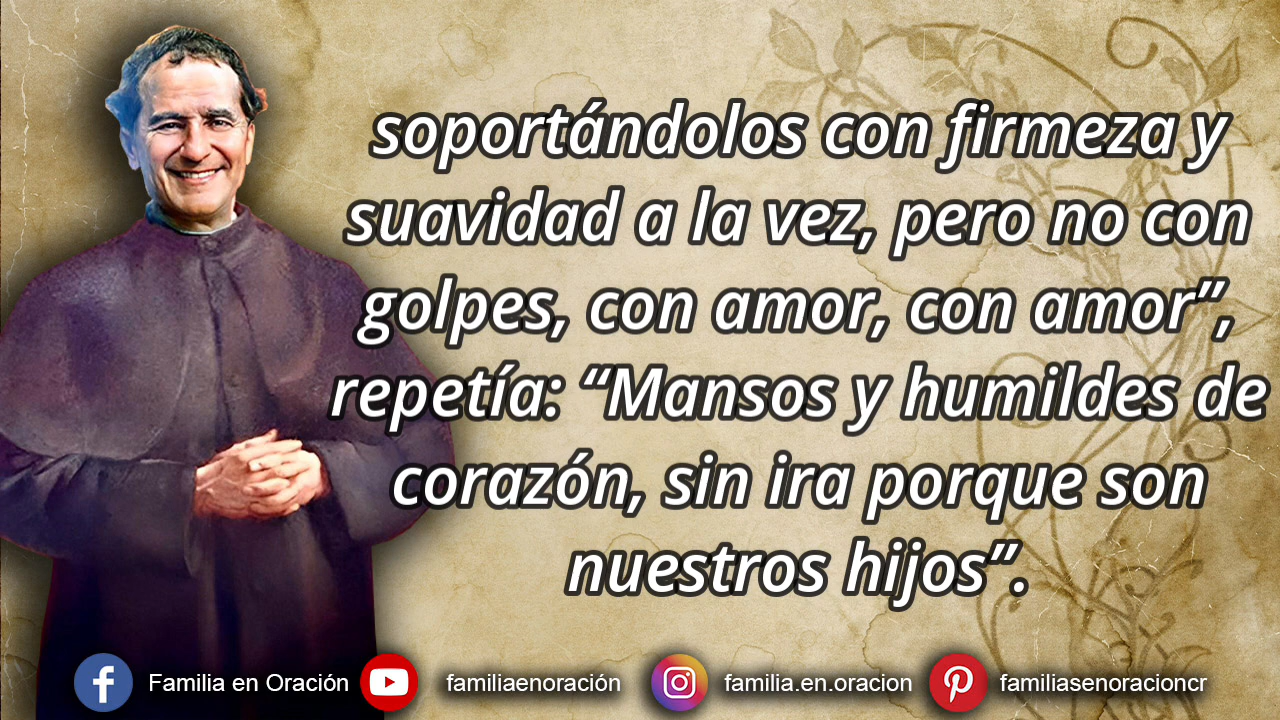 soportándolos con firmeza y
suavidad a la vez, pero no con
golpes, con amor, con amor”,
repetía: “Mansos y humildes de
corazón, sin ira porque son
nuestros hijos”.
Familia en Oración
familiaenoración
familia.en.oracion
familiasenoracioncr